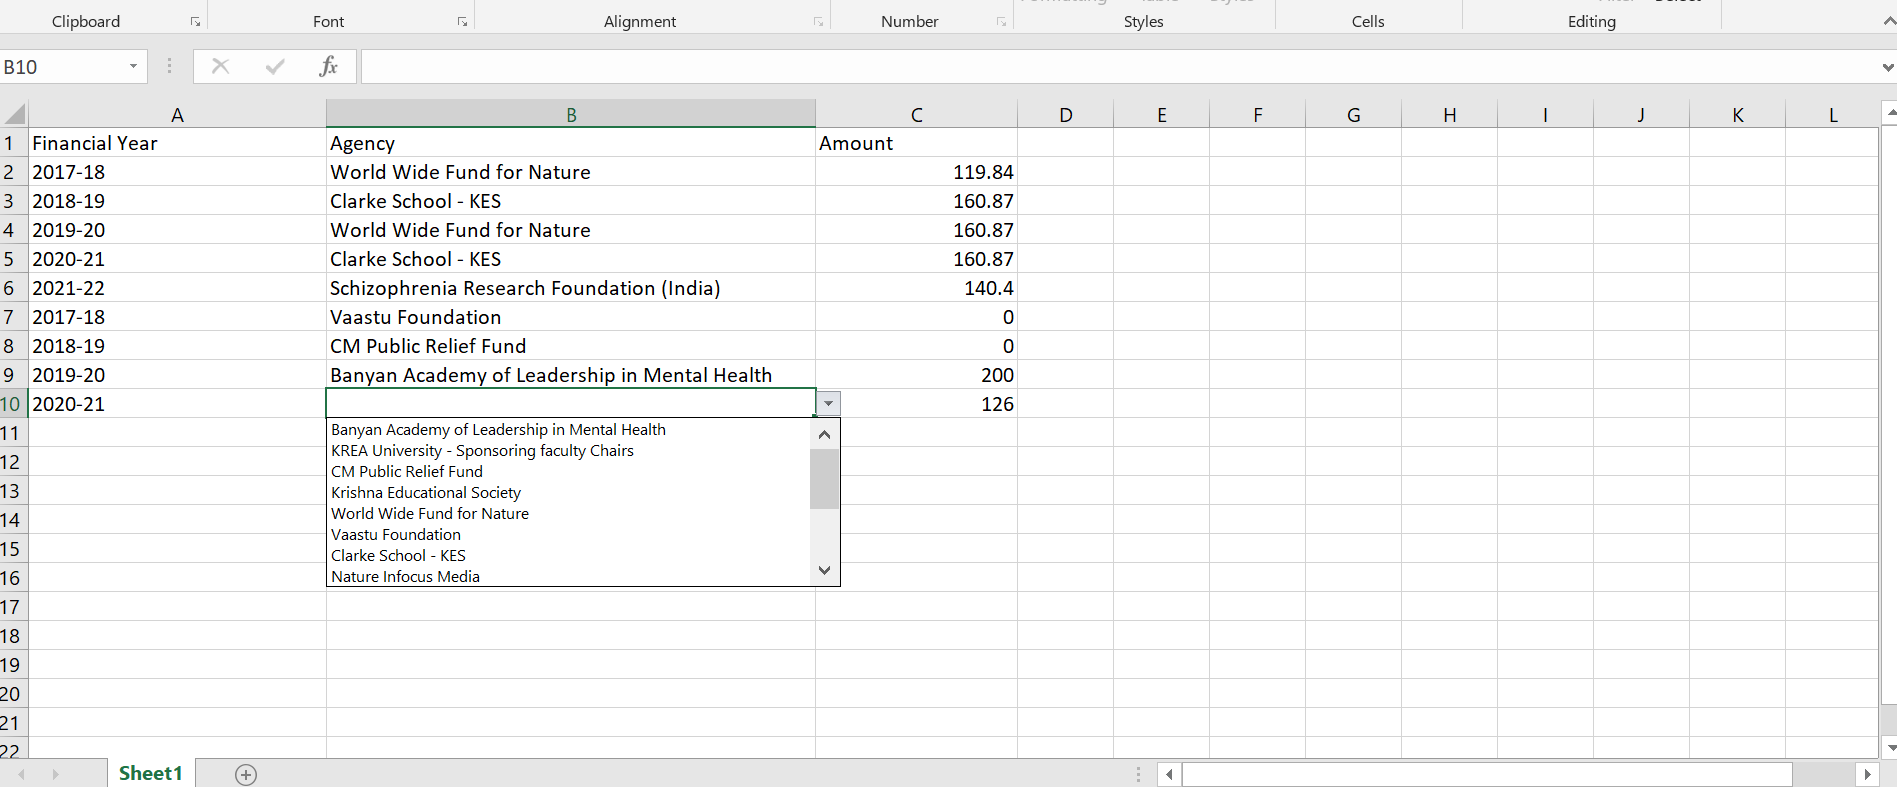 Clipboard Font Alignment Number Styles Cells Editing
B10 fx
A B C D E F G H I J K L
1 Financial Year Agency Amount
2 2017-18 World Wide Fund for Nature 119.84
3 2018-19 Clarke School - KES 160.87
4 2019-20 World Wide Fund for Nature 160.87
5 2020-21 Clarke School - KES 160.87
6 2021-22 Schizophrenia Research Foundation (India) 140.4
7 2017-18 Vaastu Foundation 0
8 2018-19 CM Public Relief Fund 0
9 2019-20 Banyan Academy of Leadership in Mental Health 200
10 2020-21 126
11 Banyan Academy of Leadership in Mental Health
KREA University - Sponsoring faculty Chairs
12 CM Public Relief Fund
13 Krishna Educational Society
14 World Wide Fund for Nature
Vaastu Foundation
15 Clarke School - KES
16 Nature Infocus Media
17
18
19
20
21
22
Sheet1